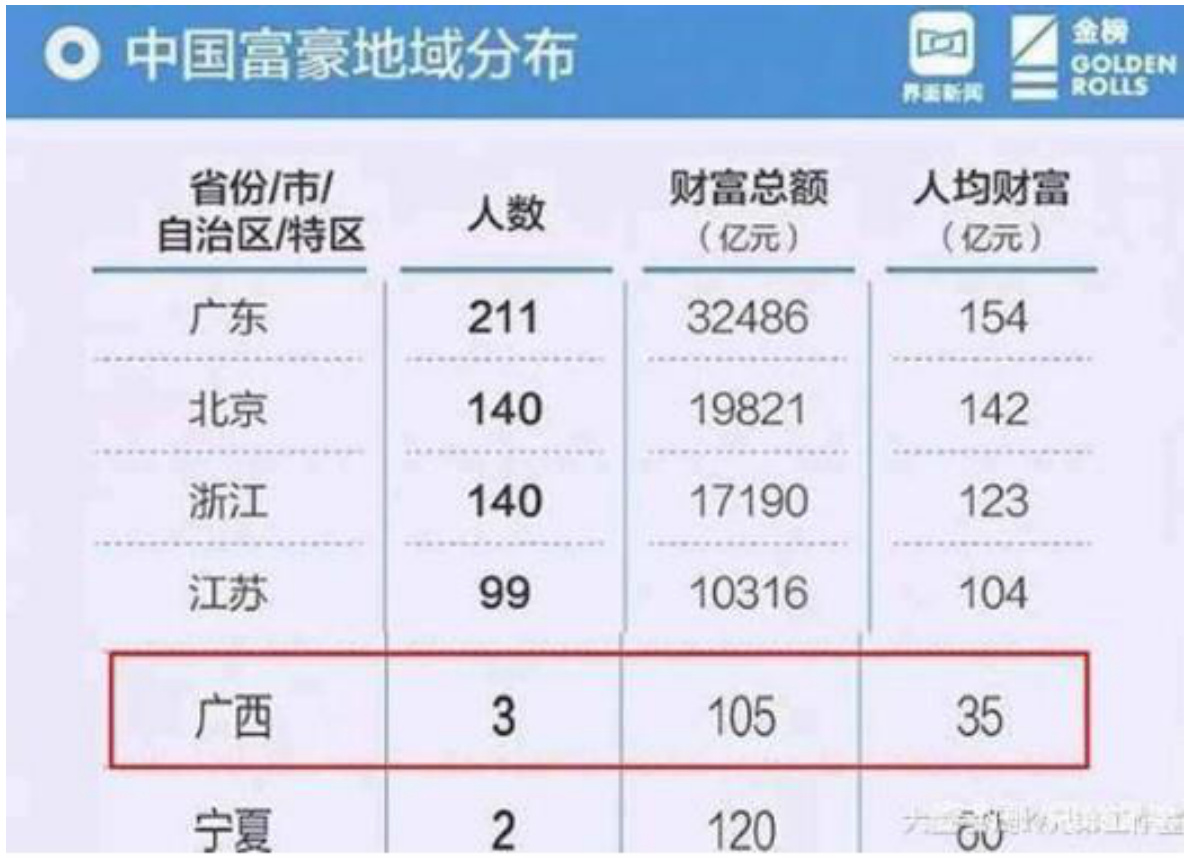 中国富豪地域分布
界面新闻
金榜
GOLDEN
ROLLS
省份/市/
自治区/特区
人数
财富总额
（亿元）
人均财富
（亿元）
广东 211 32486 154
北京 140 19821 142
浙江 140 17190 123
江苏 99 10316 104
广西 3 105 35
宁夏 2 120 60